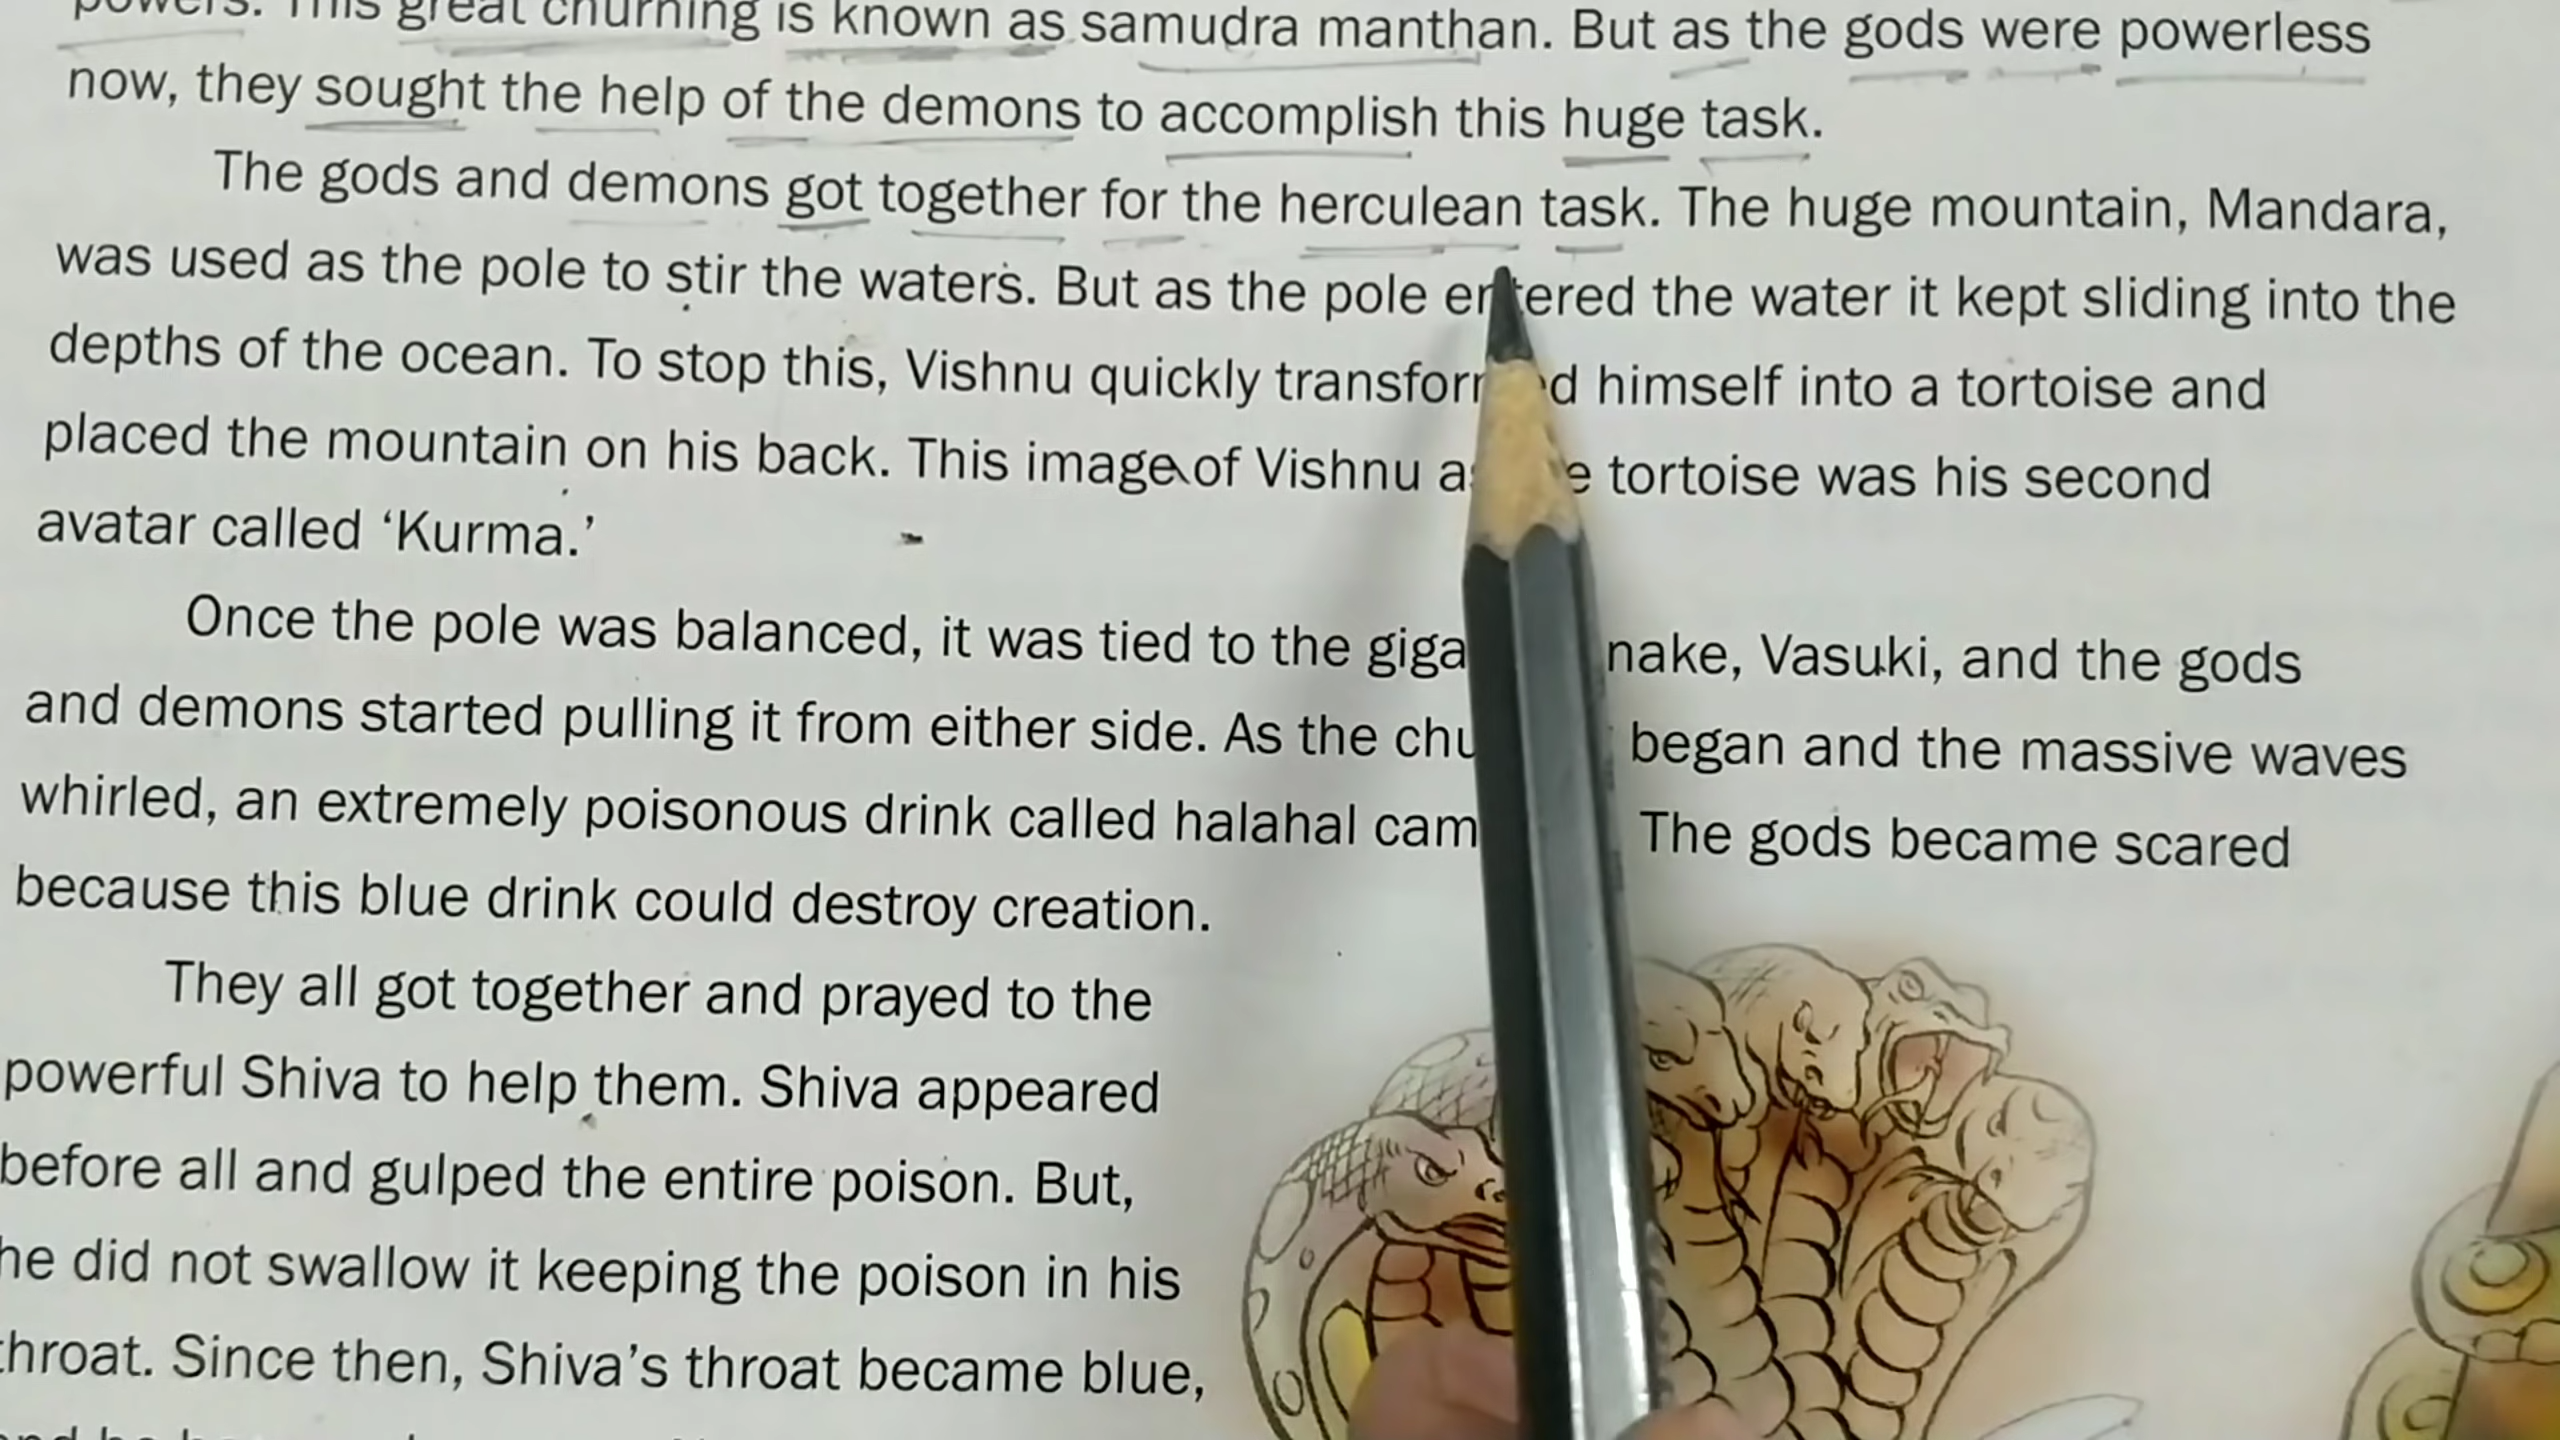 powers. This great churning is known as samudra manthan. But as the gods were powerless
now, they sought the help of the demons to accomplish this huge task.
The gods and demons got together for the herculean task. The huge mountain, Mandara,
was used as the pole to stir the waters. But as the pole entered the water it kept sliding into the
depths of the ocean. To stop this, Vishnu quickly transformed himself into a tortoise and
placed the mountain on his back. This image of Vishnu tortoise was his second
avatar called ‘Kurma.’
Once the pole was balanced, it was tied to the Vasuki, and the gods
and demons started pulling it from either side. As the began and the massive waves
whirled, an extremely poisonous drink called halahal The gods became scared
because this blue drink could destroy creation.
They all got together and prayed to the
powerful Shiva to help them. Shiva appeared
before all and gulped the entire poison. But,
he did not swallow it keeping the poison in his
throat. Since then, Shiva’s throat became blue,